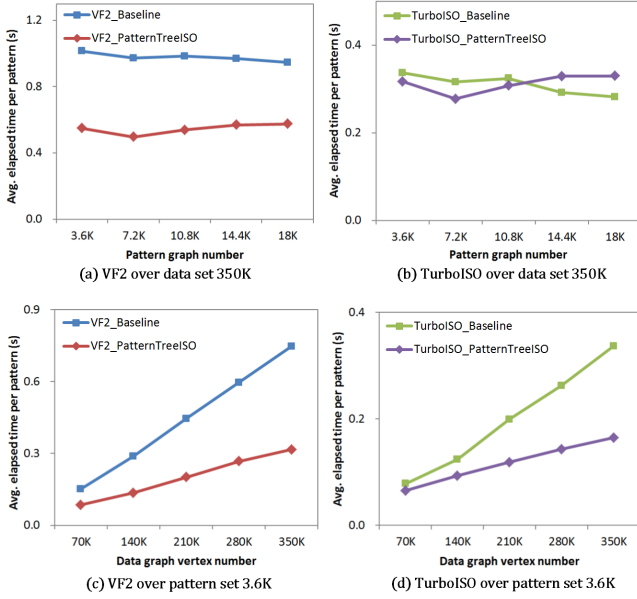 VF2_Baseline
VF2_PatternTreeISO
Avg. elapsed time per pattern (s)
1.2
0.9
0.6
0.3
0.0
3.6K 7.2K 10.8K 14.4K 18K
Pattern graph number
(a) VF2 over data set 350K
TurboISO_Baseline
TurboISO_PatternTreeISO
Avg. elapsed time per pattern (s)
0.4
0.2
0.0
3.6K 7.2K 10.8K 14.4K 18K
Pattern graph number
(b) TurboISO over data set 350K
VF2_Baseline
VF2_PatternTreeISO
Avg. elapsed time per pattern (s)
0.9
0.6
0.3
0.0
70K 140K 210K 280K 350K
Data graph vertex number
(c) VF2 over pattern set 3.6K
TurboISO_Baseline
TurboISO_PatternTreeISO
Avg. elapsed time per pattern (s)
0.4
0.2
0.0
70K 140K 210K 280K 350K
Data graph vertex number
(d) TurboISO over pattern set 3.6K